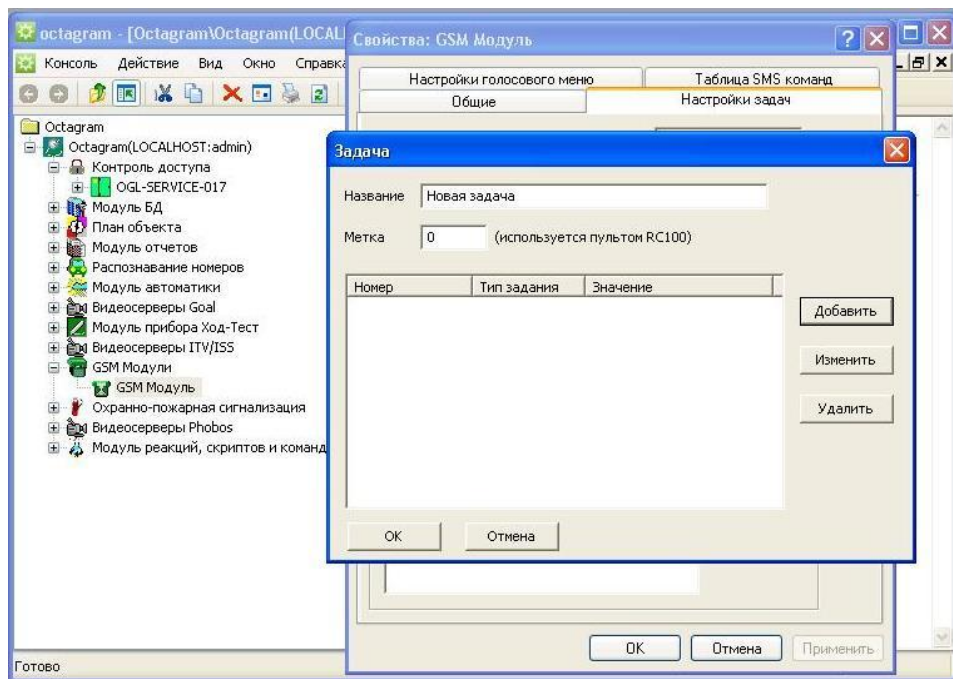 octagram - [Octagram\Octagram(LOCAL
Свойства: GSM Модуль
Консоль Действие Вид Окно Справка
Настройки голосового меню
Таблица SMS команд
Общие
Настройки задач
Octagram
Octagram(LOCALHOST:admin)
Контроль доступа
OGL-SERVICE-017
Модуль БД
План объекта
Модуль отчетов
Распознавание номеров
Модуль автоматики
Видеосерверы Goal
Модуль прибора Ход-Тест
Видеосерверы ITV/ISS
GSM Модули
GSM Модуль
Охранно-пожарная сигнализация
Видеосерверы Phobos
Модуль реакций, скриптов и команд
Задача
Название Новая задача
Метка 0 (используется пультом RC100)
Номер Тип задания Значение
Добавить
Изменить
Удалить
OK Отмена
OK Отмена Применить
Готово